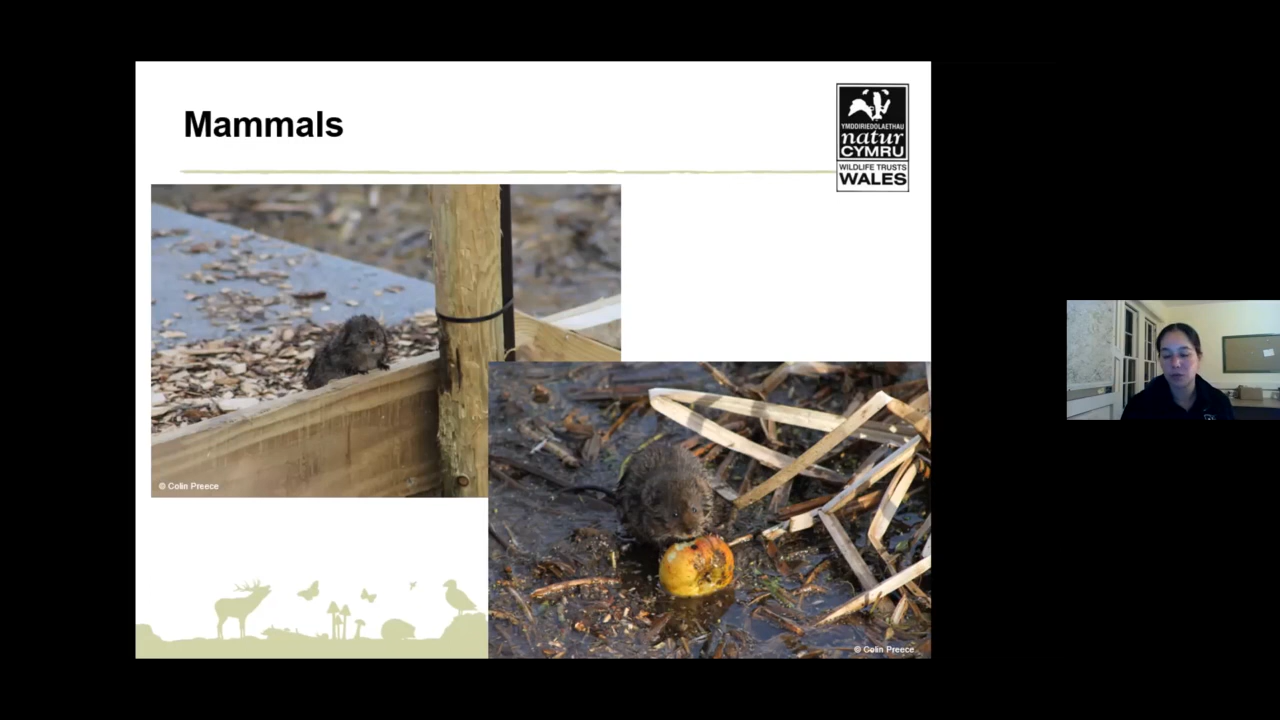 Mammals
YMDDIRIEDOLAETHAU
natur
CYMRU
WILDLIFE TRUSTS
WALES
© Colin Preece
© Colin Preece